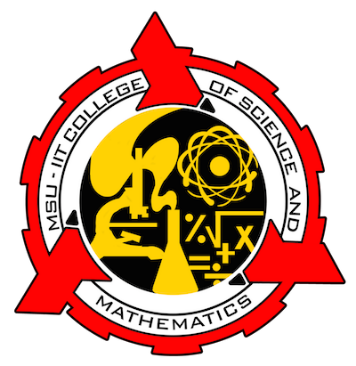 MSU - IIT COLLEGE OF SCIENCE AND
MATHEMATICS
%√x
+
=÷